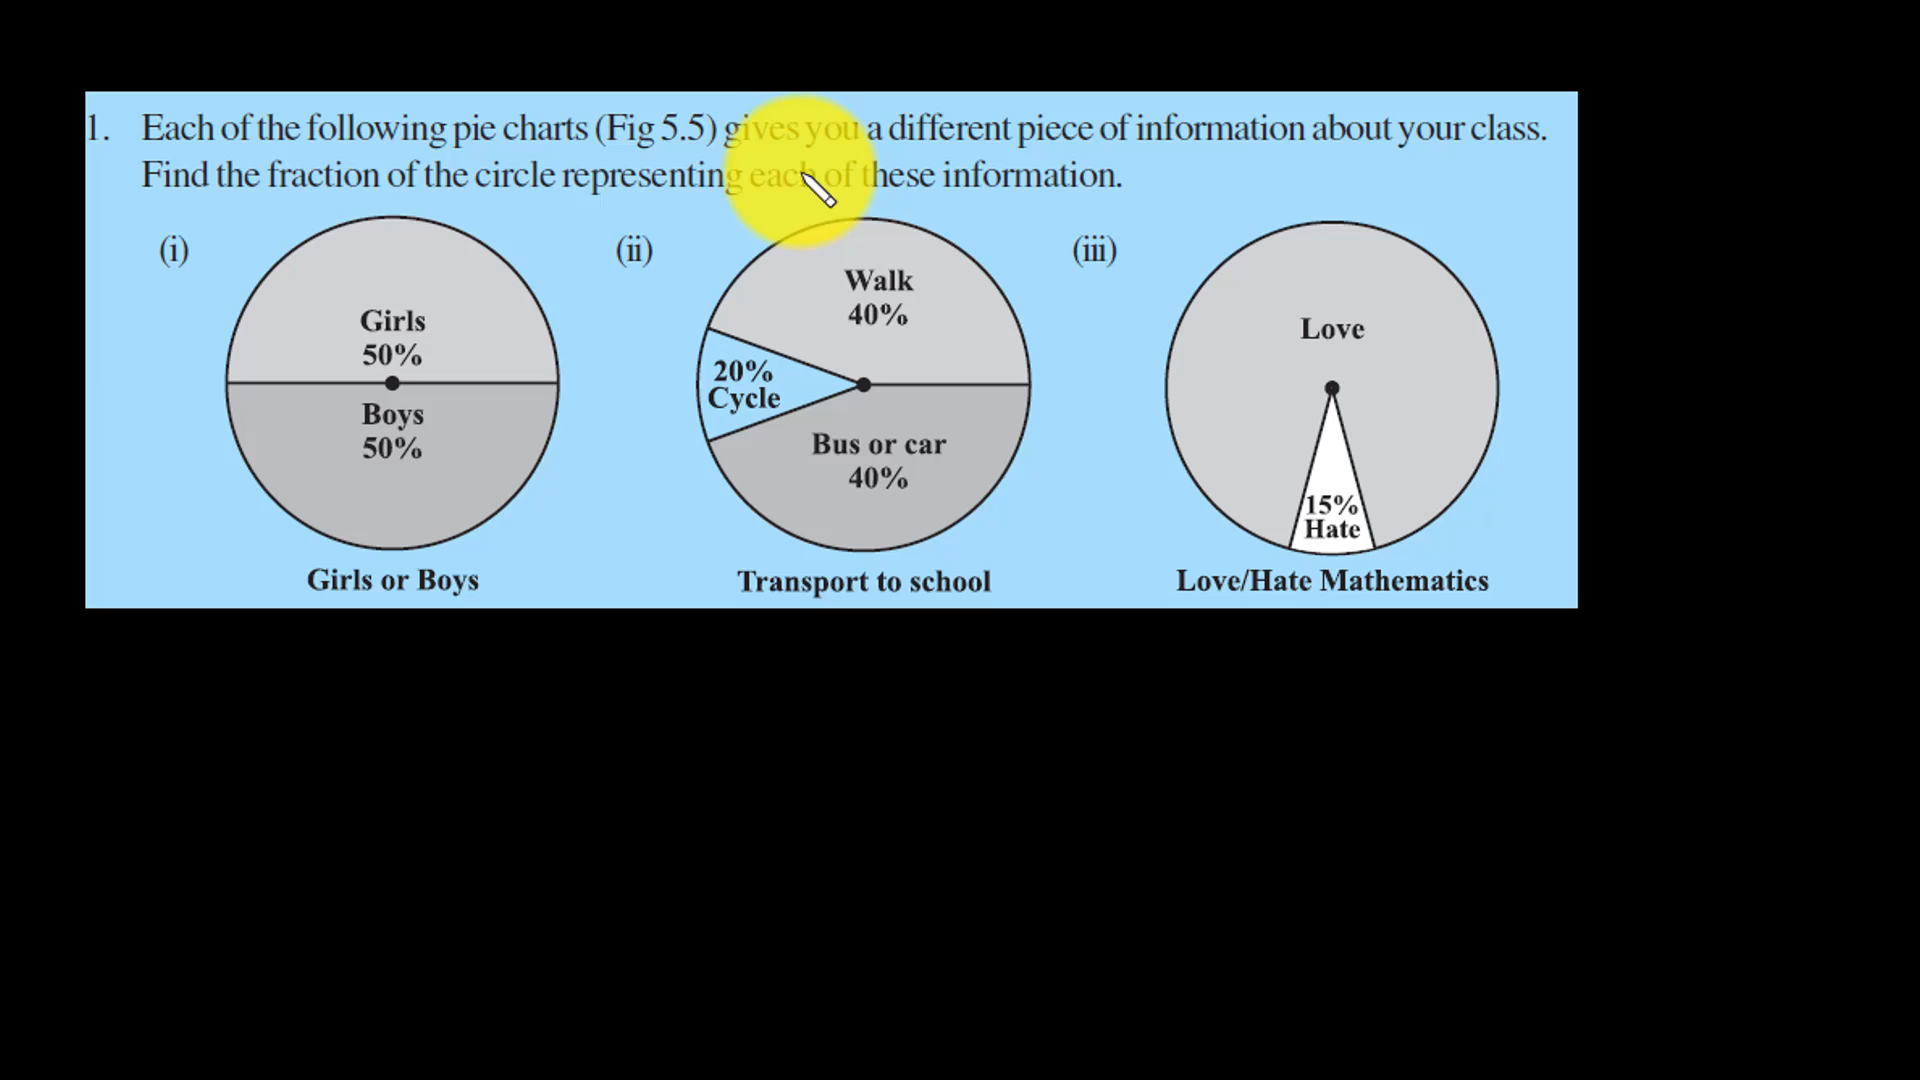 1. Each of the following pie charts (Fig 5.5) gives you a different piece of information about your class.
Find the fraction of the circle representing each of these information.
(i)
Girls
50%
Boys
50%
Girls or Boys
(ii)
Walk
40%
20%
Cycle
Bus or car
40%
Transport to school
(iii)
Love
15%
Hate
Love/Hate Mathematics